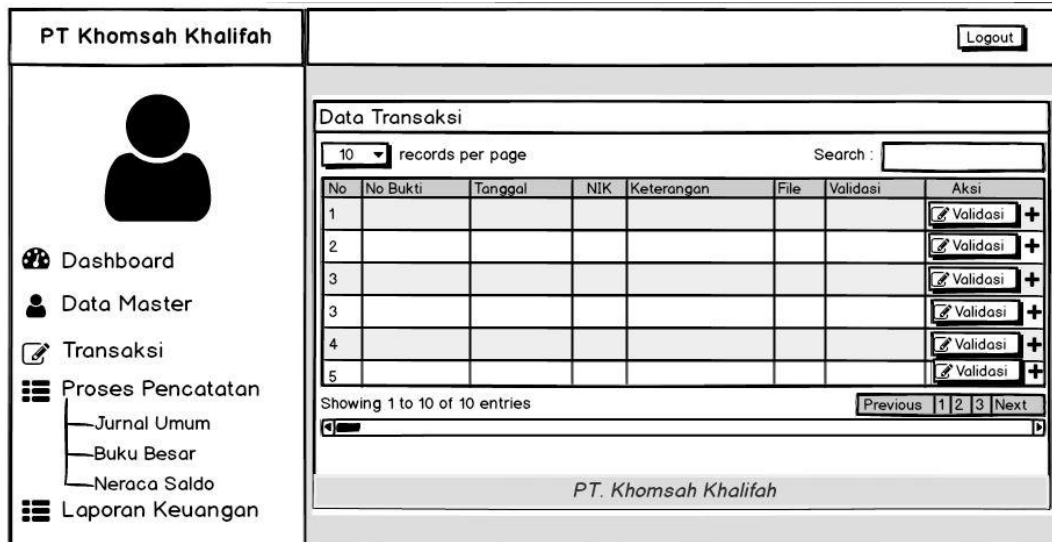 PT Khomsah Khalifah
Logout
Dashboard
Data Master
Transaksi
Proses Pencatatan
Jurnal Umum
Buku Besar
Neraca Saldo
Laporan Keuangan
Data Transaksi
10 records per page Search :
No No Bukti Tanggal NIK Keterangan File Validasi Aksi
1 Validasi +
2 Validasi +
3 Validasi +
3 Validasi +
4 Validasi +
5 Validasi +
Showing 1 to 10 of 10 entries Previous 1 2 3 Next
PT. Khomsah Khalifah